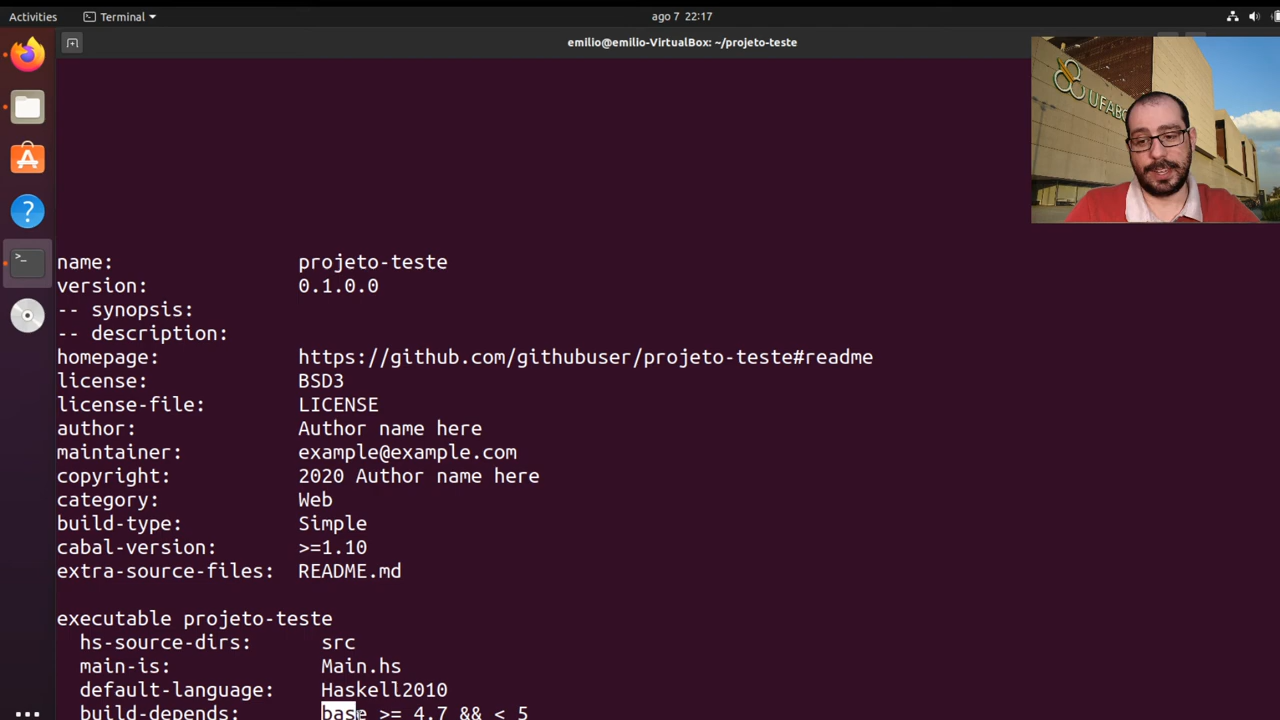 Activities Terminal ago 7 22:17
emilio@emilio-VirtualBox: ~/projeto-teste
UFABC
name: projeto-teste
version: 0.1.0.0
-- synopsis:
-- description:
homepage: https://github.com/githubuser/projeto-teste#readme
license: BSD3
license-file: LICENSE
author: Author name here
maintainer: example@example.com
copyright: 2020 Author name here
category: Web
build-type: Simple
cabal-version: >=1.10
extra-source-files: README.md
executable projeto-teste
hs-source-dirs: src
main-is: Main.hs
default-language: Haskell2010
build-depends: base >= 4.7 && < 5